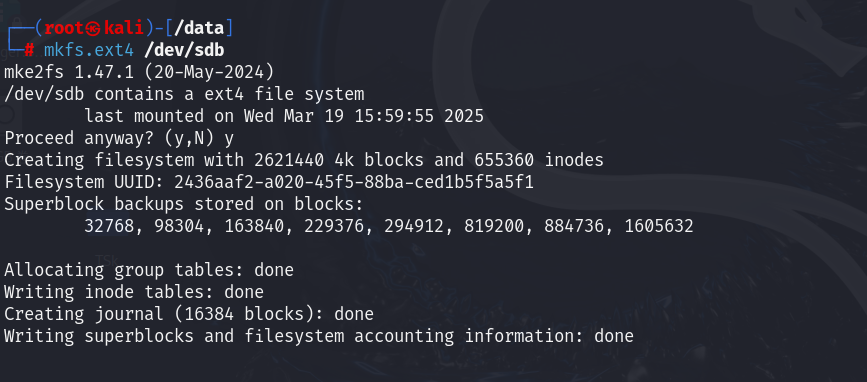 ┌──(root㉿kali)-[/data]
└─# mkfs.ext4 /dev/sdb
mke2fs 1.47.1 (20-May-2024)
/dev/sdb contains a ext4 file system
        last mounted on Wed Mar 19 15:59:55 2025
Proceed anyway? (y,N) y
Creating filesystem with 2621440 4k blocks and 655360 inodes
Filesystem UUID: 2436aaf2-a020-45f5-88ba-ced1b5f5a5f1
Superblock backups stored on blocks:
        32768, 98304, 163840, 229376, 294912, 819200, 884736, 1605632

Allocating group tables: done
Writing inode tables: done
Creating journal (16384 blocks): done
Writing superblocks and filesystem accounting information: done